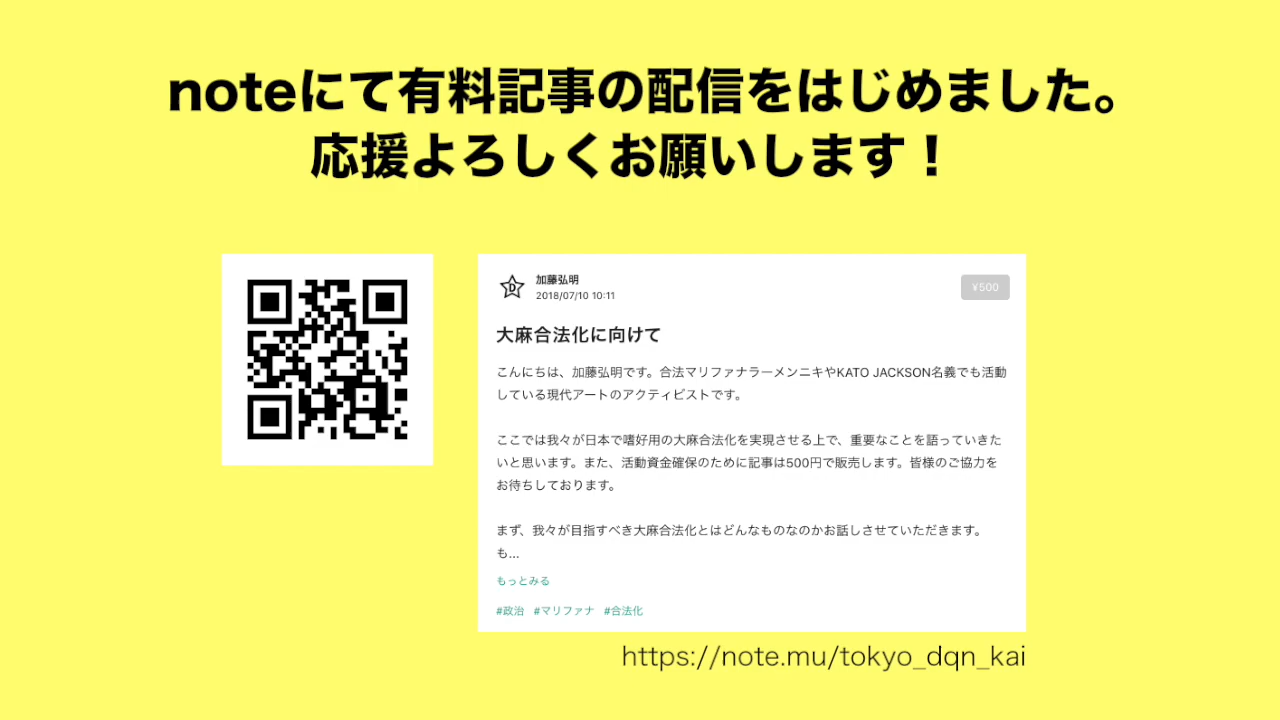 noteにて有料記事の配信をはじめました。
応援よろしくお願いします！
D
加藤弘明
2018/07/10 10:11
¥500
大麻合法化に向けて
こんにちは、加藤弘明です。合法マリファナラーメンニキやKATO JACKSON名義でも活動
している現代アートのアクティビストです。
ここでは我々が日本で嗜好用の大麻合法化を実現させる上で、重要なことを語っていきた
いと思います。また、活動資金確保のために記事は500円で販売します。皆様のご協力を
お待ちしております。
まず、我々が目指すべき大麻合法化とはどんなものなのかお話しさせていただきます。
も...
もっとみる
#政治 #マリファナ #合法化
https://note.mu/tokyo_dqn_kai